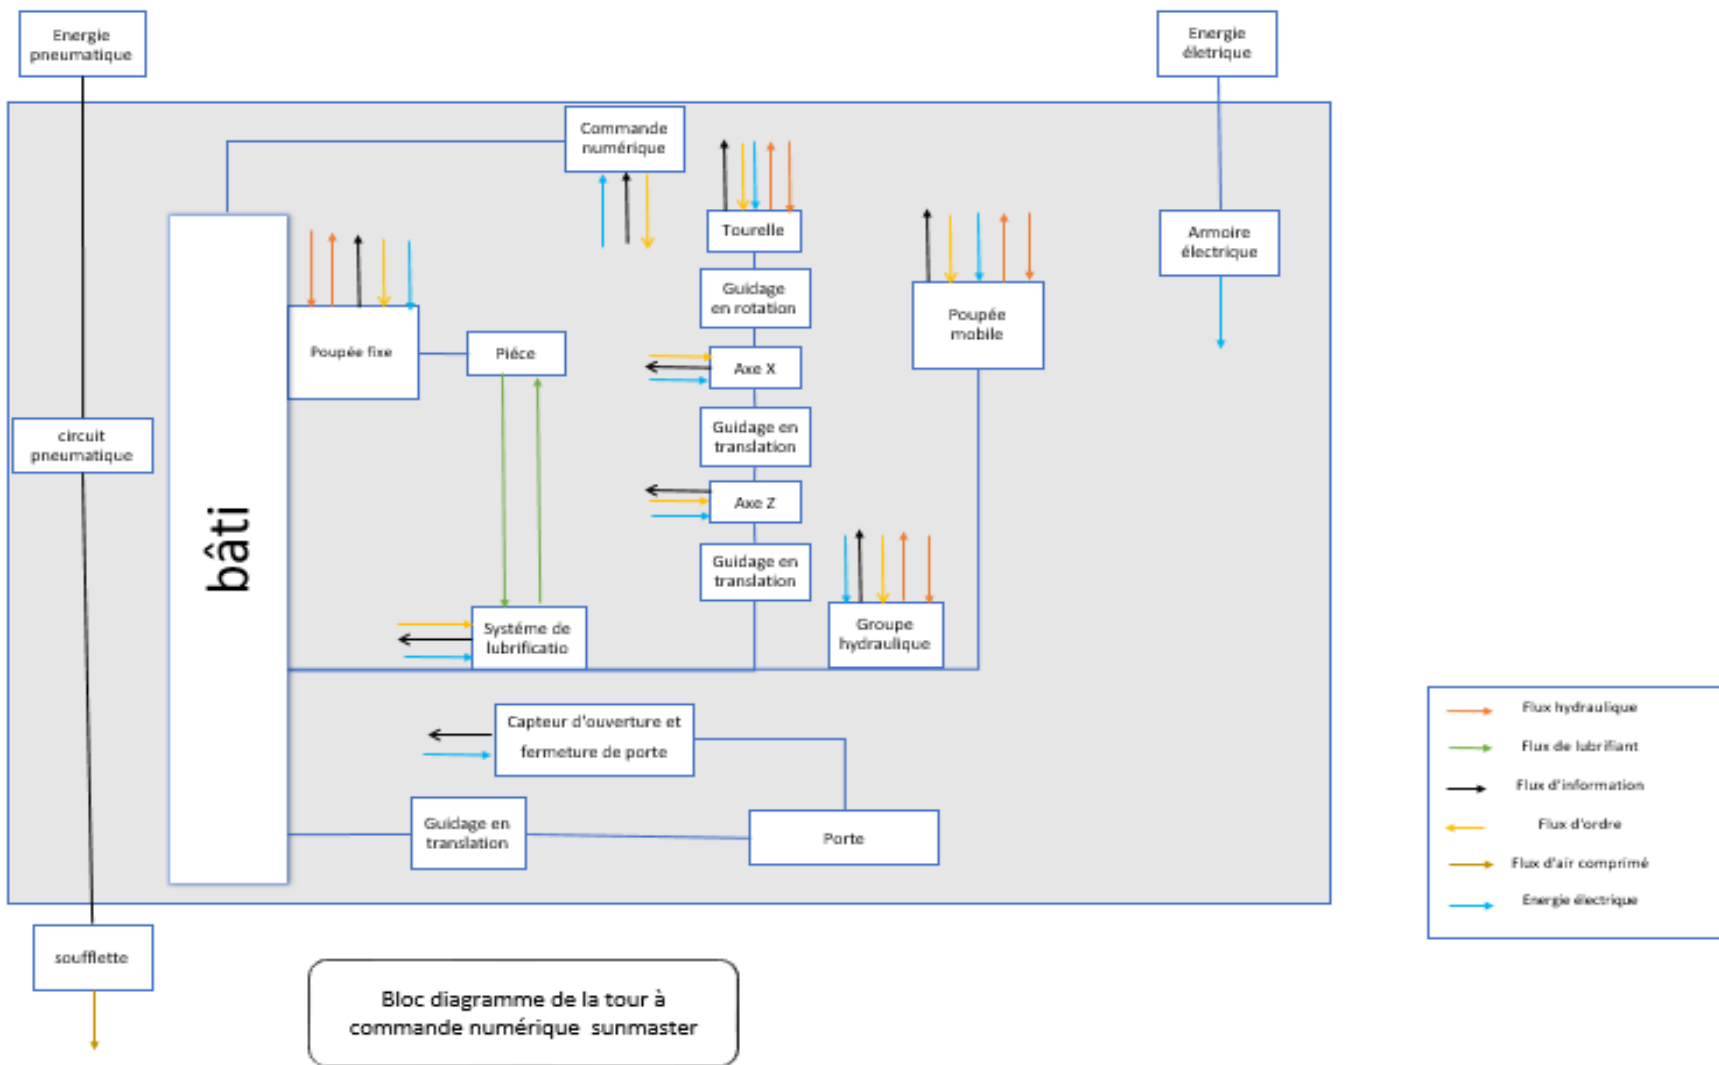 Energie
pneumatique
Energie
életrique
Commande
numérique
Tourelle
Armoire
électrique
Guidage
en rotation
Poupée
mobile
Poupée fixe
Piéce
Axe X
circuit
pneumatique
Guidage en
translation
Axe Z
bâti
Guidage en
translation
Systéme de
lubrificatio
Groupe
hydraulique
Capteur d'ouverture et
fermeture de porte
Guidage en
translation
Porte
Flux hydraulique
Flux de lubrifiant
Flux d'information
Flux d'ordre
Flux d'air comprimé
Energie électrique
soufflette
Bloc diagramme de la tour à
commande numérique sunmaster